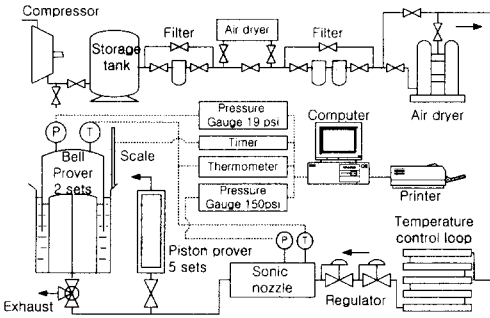 Compressor
Storage
tank
Filter
Air dryer
Filter
Air dryer
Pressure
Gauge 19 psi
Timer
Thermometer
Pressure
Gauge 150psi
Computer
Printer
P
T
Scale
Bell
Prover
2 sets
Piston prover
5 sets
P
T
Sonic
nozzle
Regulator
Temperature
control loop
Exhaust